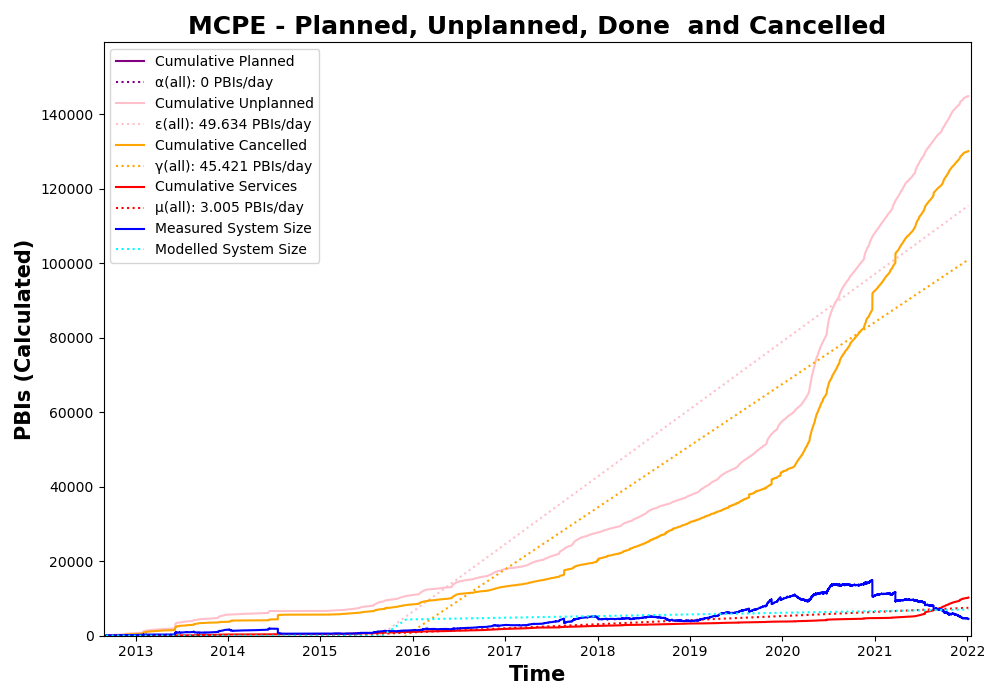 MCPE - Planned, Unplanned, Done  and Cancelled
Cumulative Planned
α(all): 0 PBIs/day
Cumulative Unplanned
ε(all): 49.634 PBIs/day
Cumulative Cancelled
γ(all): 45.421 PBIs/day
Cumulative Services
μ(all): 3.005 PBIs/day
Measured System Size
Modelled System Size
PBIs (Calculated)
140000
120000
100000
80000
60000
40000
20000
0
2013 2014 2015 2016 2017 2018 2019 2020 2021 2022
Time